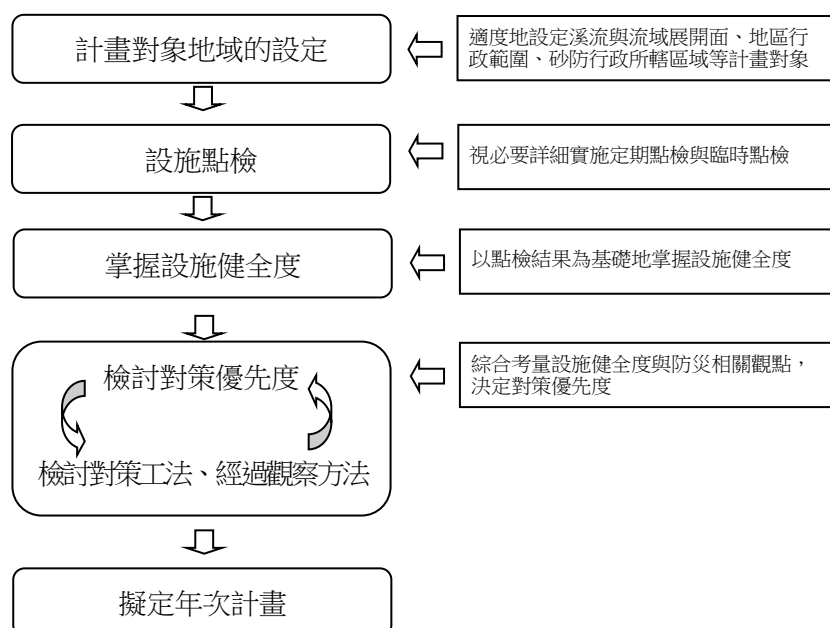 計畫對象地域的設定
適度地設定溪流與流域展開面、地區行
政範圍、砂防行政所轄區域等計畫對象
設施點檢
視必要詳細實施定期點檢與臨時點檢
掌握設施健全度
以點檢結果為基礎地掌握設施健全度
檢討對策優先度
綜合考量設施健全度與防災相關觀點，
決定對策優先度
檢討對策工法、經過觀察方法
擬定年次計畫